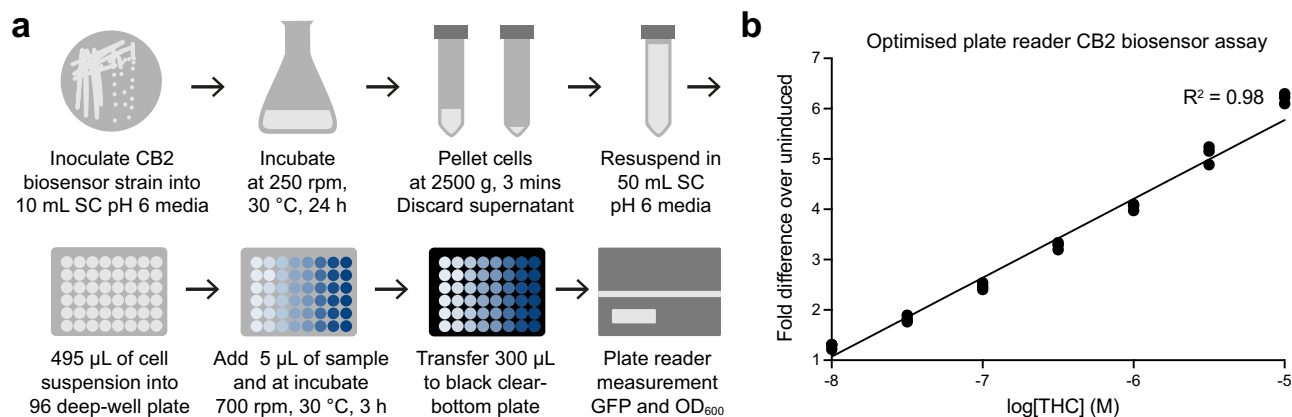 a
Inoculate CB2
biosensor strain into
10 mL SC pH 6 media
Incubate
at 250 rpm,
30 °C, 24 h
Pellet cells
at 2500 g, 3 mins
Discard supernatant
Resuspend in
50 mL SC
pH 6 media
495 µL of cell
suspension into
96 deep-well plate
Add 5 µL of sample
and at incubate
700 rpm, 30 °C, 3 h
Transfer 300 µL
to black clear-
bottom plate
Plate reader
measurement
GFP and OD₆₀₀
b
Optimised plate reader CB2 biosensor assay
Fold difference over uninduced
7
6
5
4
3
2
1
R² = 0.98
-8
-7
-6
-5
log[THC] (M)